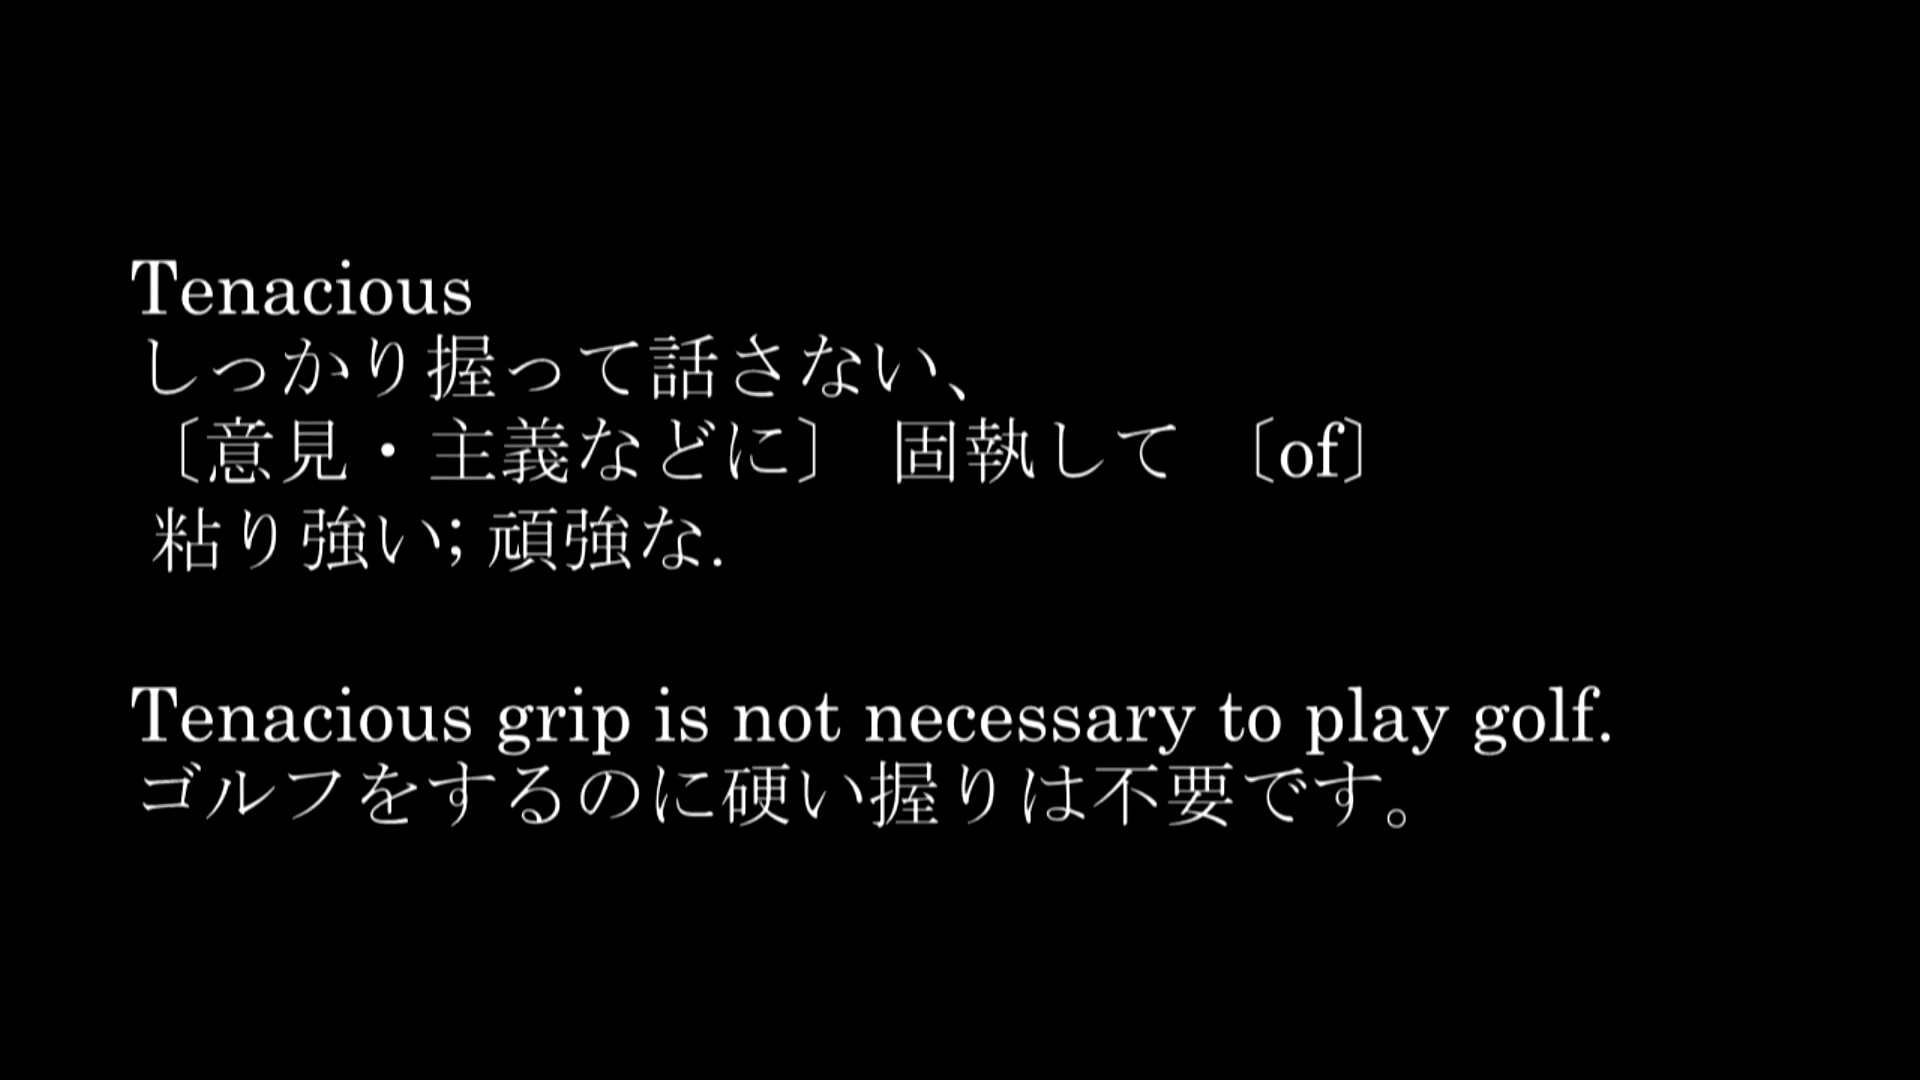 Tenacious
しっかり握って話さない、
〔意見・主義などに〕 固執して 〔of〕
粘り強い; 頑強な.
Tenacious grip is not necessary to play golf.
ゴルフをするのに硬い握りは不要です。